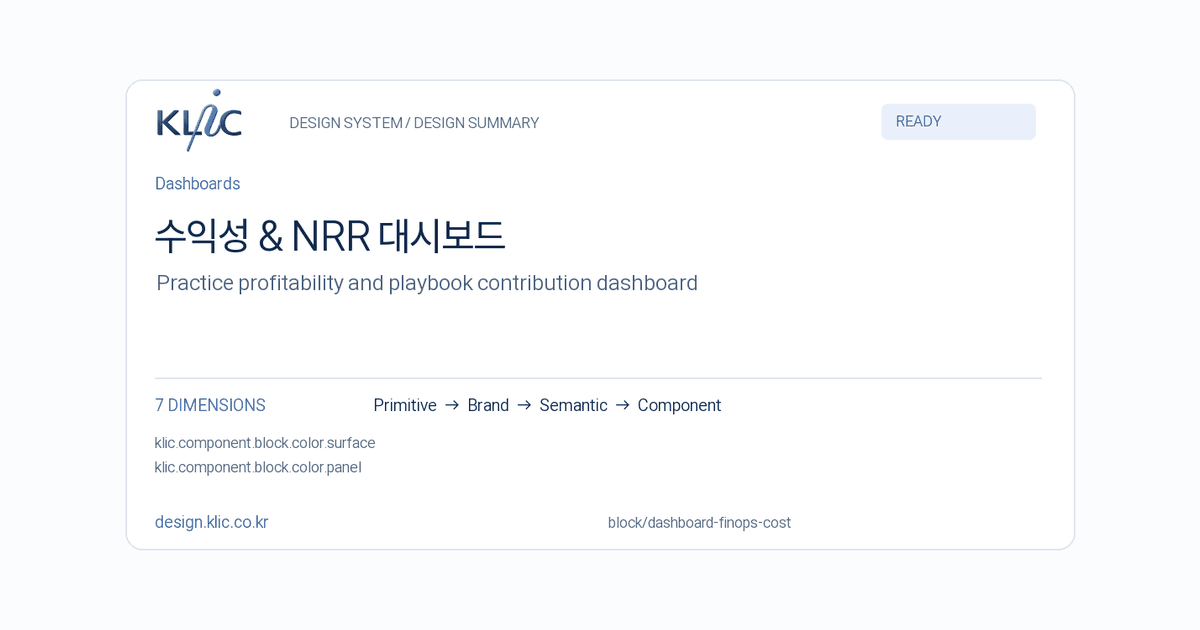 KLiC
DESIGN SYSTEM / DESIGN SUMMARY
READY
Dashboards
수익성 & NRR 대시보드
Practice profitability and playbook contribution dashboard
7 DIMENSIONS
Primitive → Brand → Semantic → Component
klic.component.block.color.surface
klic.component.block.color.panel
design.klic.co.kr
block/dashboard-finops-cost